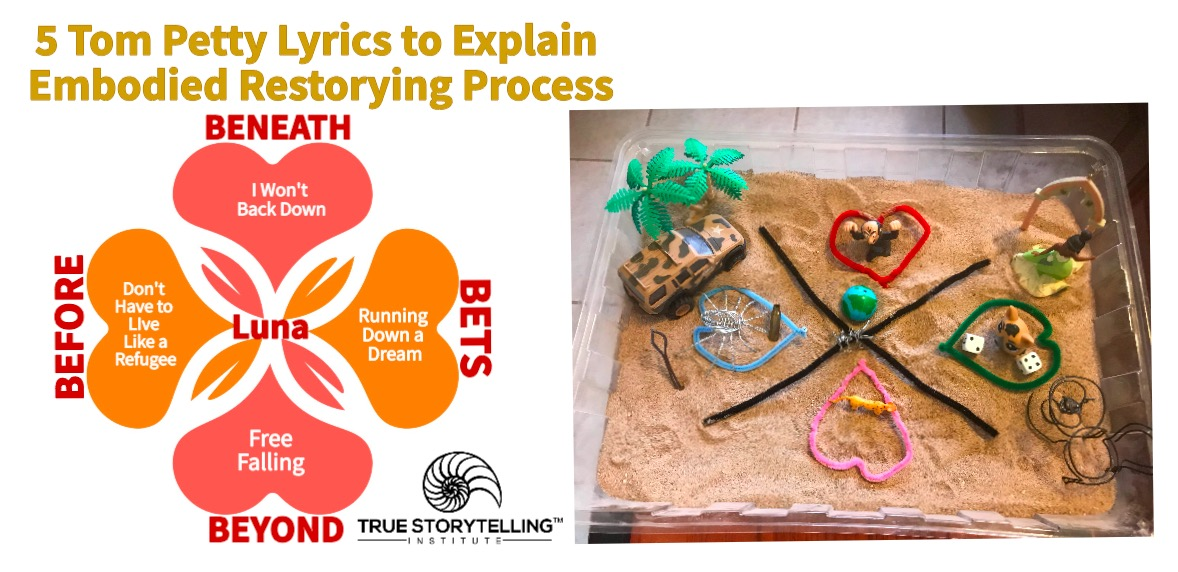 5 Tom Petty Lyrics to Explain
Embodied Restorying Process
BENEATH
I Won't
Back Down
BEFORE
Don't
Have to
LIve
Like a
Refugee
Luna
Running
Down a
Dream
BETS
Free
Falling
BEYOND
TRUE STORYTELLING™
INSTITUTE